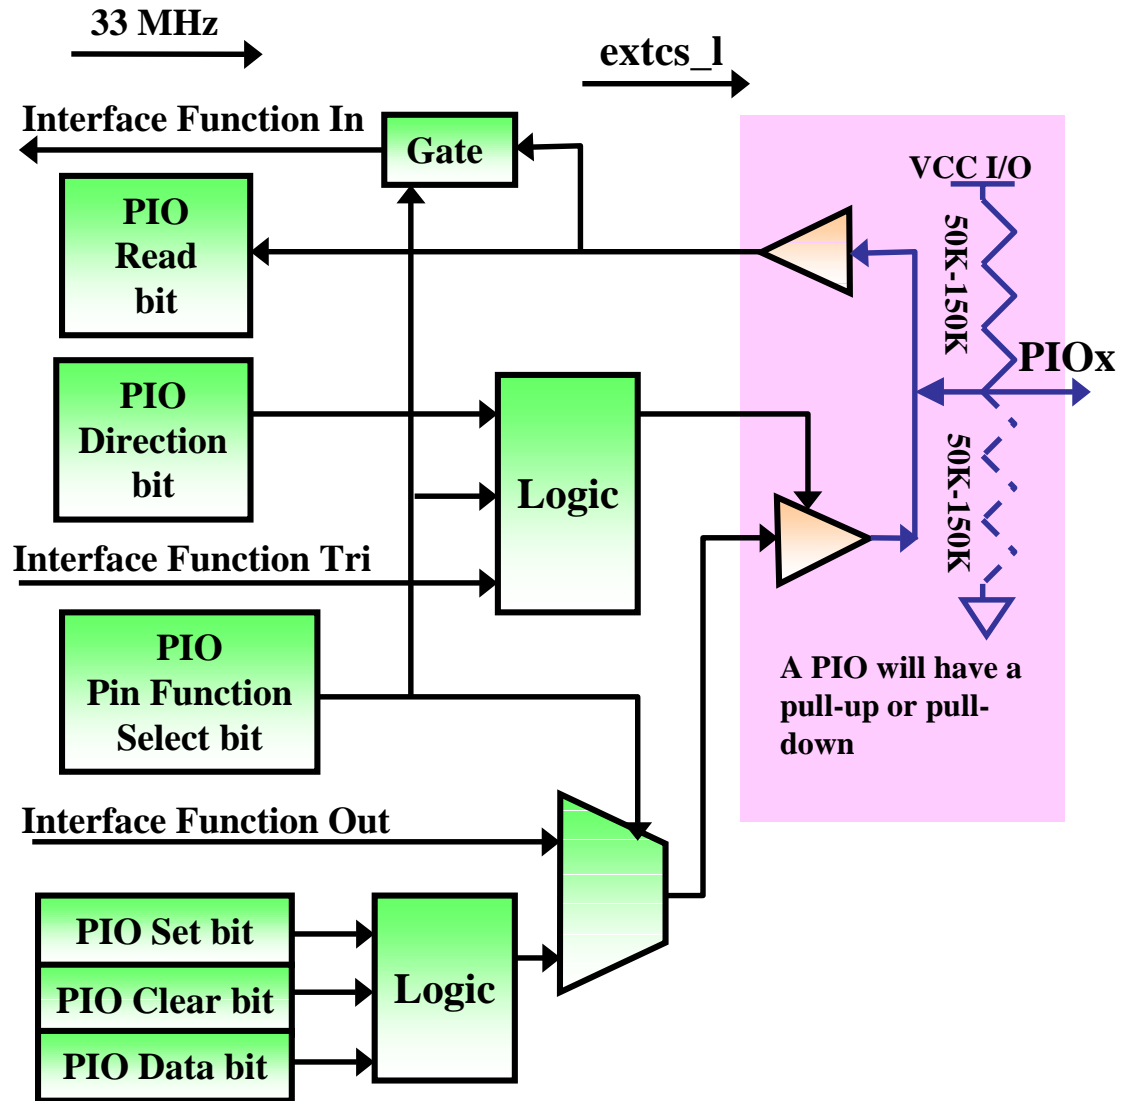 33 MHz
extcs_l
Interface Function In
Gate
VCC I/O
PIO
Read
bit
50K-150K
PIOx
PIO
Direction
bit
Logic
50K-150K
Interface Function Tri
PIO
Pin Function
Select bit
A PIO will have a
pull-up or pull-
down
Interface Function Out
PIO Set bit
PIO Clear bit
Logic
PIO Data bit